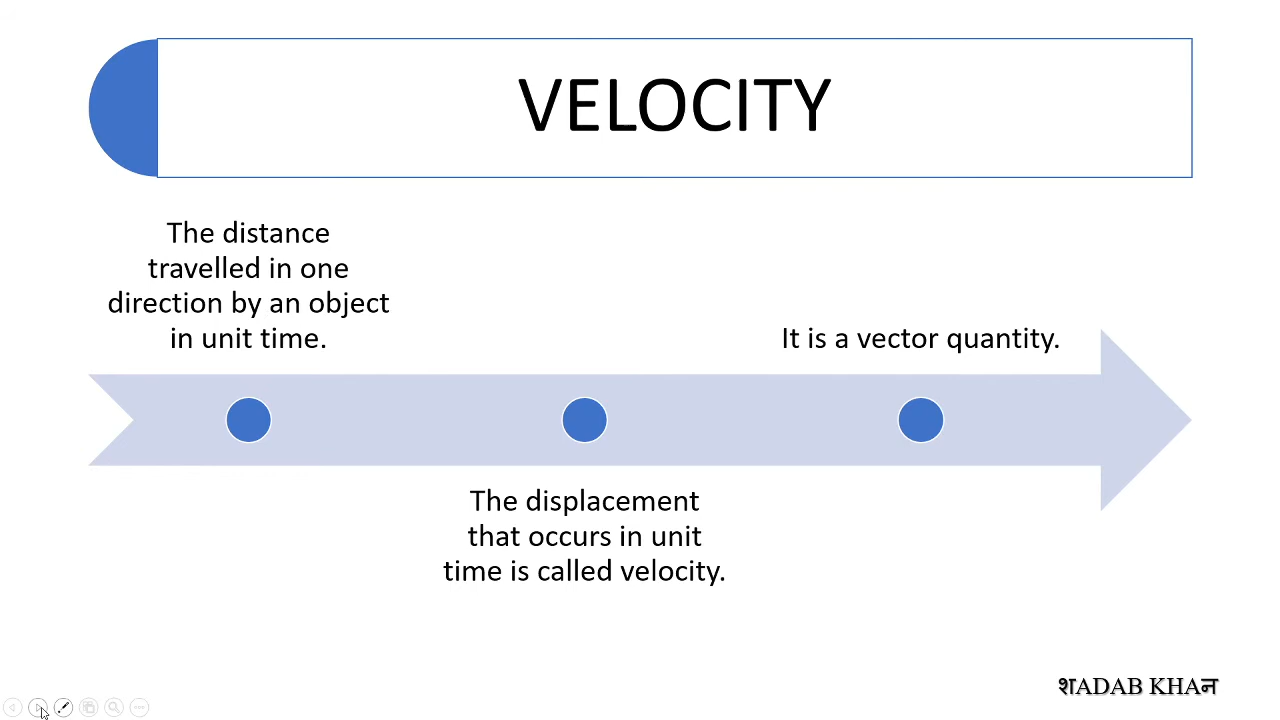 VELOCITY
The distance
travelled in one
direction by an object
in unit time.
The displacement
that occurs in unit
time is called velocity.
It is a vector quantity.
शADAB KHAन